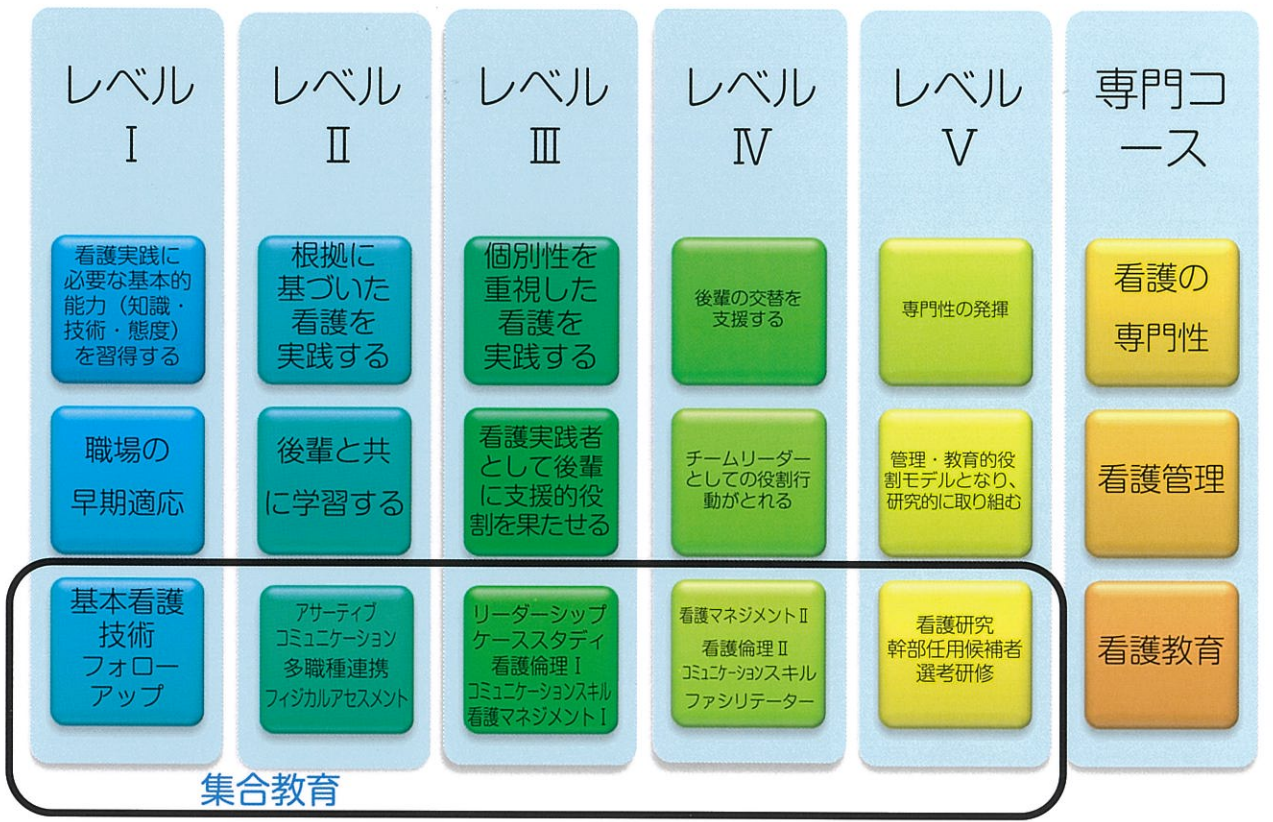 レベル
Ⅰ
看護実践に
必要な基本的
能力（知識・
技術・態度）
を習得する
職場の
早期適応
基本看護
技術
フォロー
アップ
レベル
Ⅱ
根拠に
基づいた
看護を
実践する
後輩と共
に学習する
アサーティブ
コミュニケーション
多職種連携
フィジカルアセスメント
レベル
Ⅲ
個別性を
重視した
看護を
実践する
看護実践者
として後輩
に支援的役
割を果たせる
リーダーシップ
ケーススタディ
看護倫理Ⅰ
コミュニケーションスキル
看護マネジメントⅠ
レベル
Ⅳ
後輩の交替を
支援する
チームリーダー
としての役割行
動がとれる
看護マネジメントⅡ
看護倫理Ⅱ
コミュニケーションスキル
ファシリテーター
レベル
Ⅴ
専門性の発揮
管理・教育的役
割モデルとなり、
研究的に取り組む
看護研究
幹部任用候補者
選考研修
専門コ
ース
看護の
専門性
看護管理
看護教育
集合教育